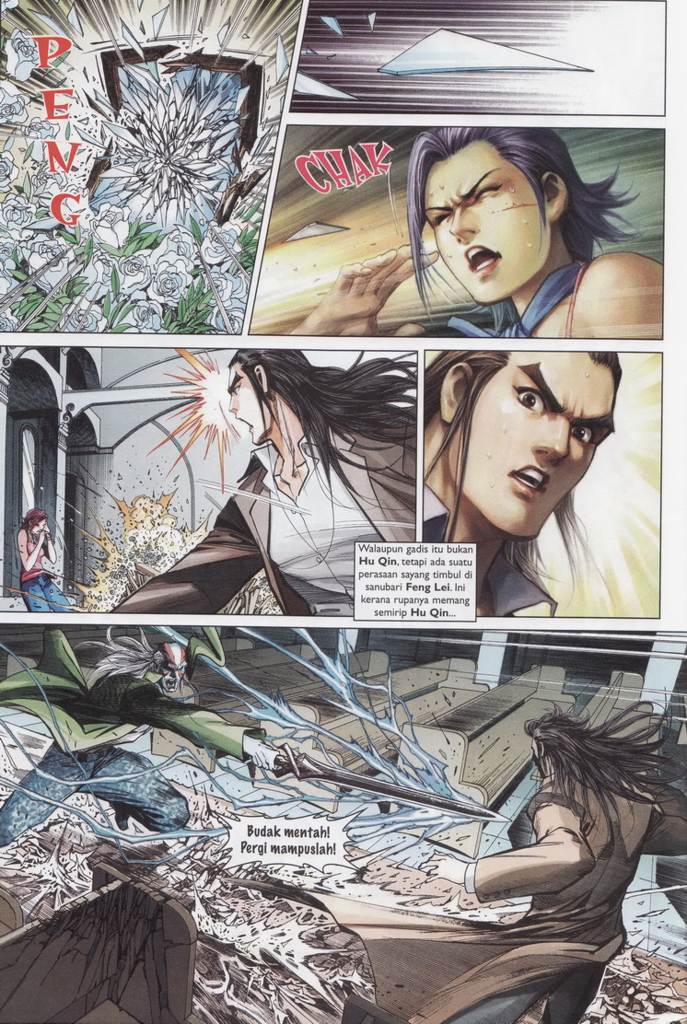 PENG
CHAK
Walaupun gadis itu bukan
Hu Qin, tetapi ada suatu
perasaan sayang timbul di
sanubari Feng Lei. Ini
kerana rupanya memang
semirip Hu Qin...
Budak mentah!
Pergi mampuslah!